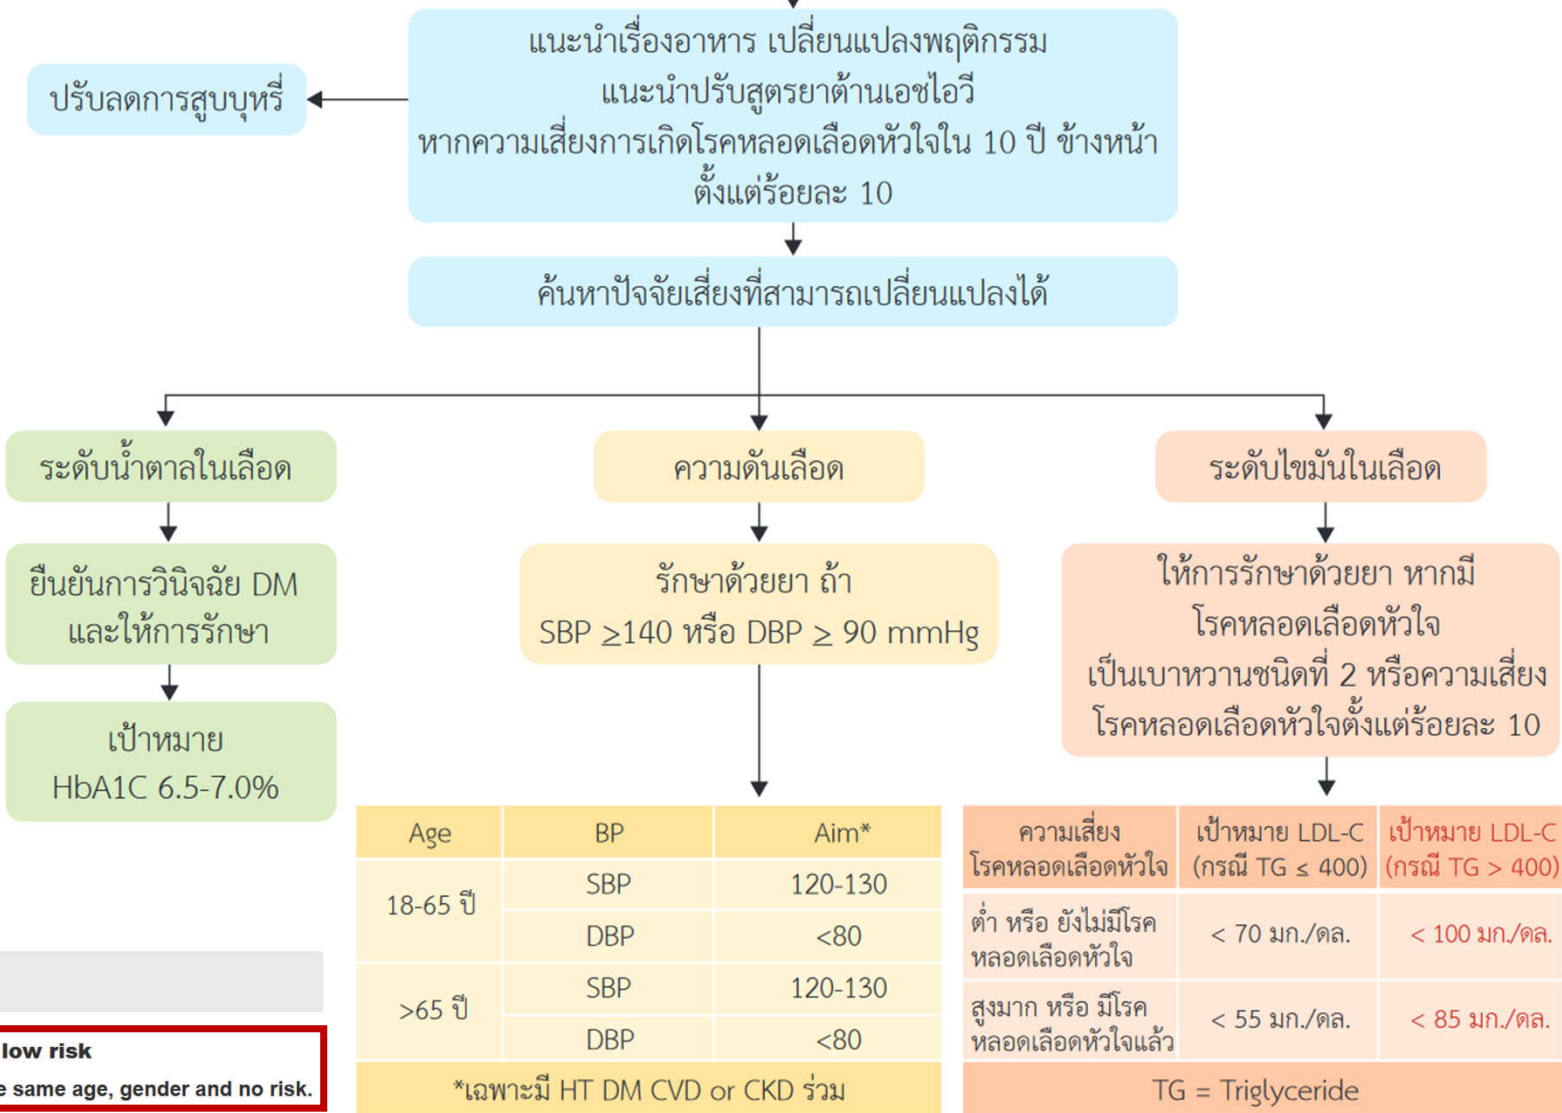 แนะนำเรื่องอาหาร เปลี่ยนแปลงพฤติกรรม
แนะนำปรับสูตรยาต้านเอชไอวี
หากความเสี่ยงการเกิดโรคหลอดเลือดหัวใจใน 10 ปี ข้างหน้า
ตั้งแต่ร้อยละ 10
ปรับลดการสูบบุหรี่
ค้นหาปัจจัยเสี่ยงที่สามารถเปลี่ยนแปลงได้
ระดับน้ำตาลในเลือด
ยืนยันการวินิจฉัย DM
และให้การรักษา
เป้าหมาย
HbA1C 6.5-7.0%
ความดันเลือด
รักษาด้วยยา ถ้า
SBP ≥140 หรือ DBP ≥ 90 mmHg
Age BP Aim*
18-65 ปี
SBP 120-130
DBP <80
>65 ปี
SBP 120-130
DBP <80
*เฉพาะมี HT DM CVD or CKD ร่วม
ระดับไขมันในเลือด
ให้การรักษาด้วยยา หากมี
โรคหลอดเลือดหัวใจ
เป็นเบาหวานชนิดที่ 2 หรือความเสี่ยง
โรคหลอดเลือดหัวใจตั้งแต่ร้อยละ 10
ความเสี่ยง
โรคหลอดเลือดหัวใจ
เป้าหมาย LDL-C
(กรณี TG ≤ 400)
เป้าหมาย LDL-C
(กรณี TG > 400)
ต่ำ หรือ ยังไม่มีโรค
หลอดเลือดหัวใจ
< 70 มก./ดล.
< 100 มก./ดล.
สูงมาก หรือ มีโรค
หลอดเลือดหัวใจแล้ว
< 55 มก./ดล.
< 85 มก./ดล.
TG = Triglyceride
low risk
same age, gender and no risk.